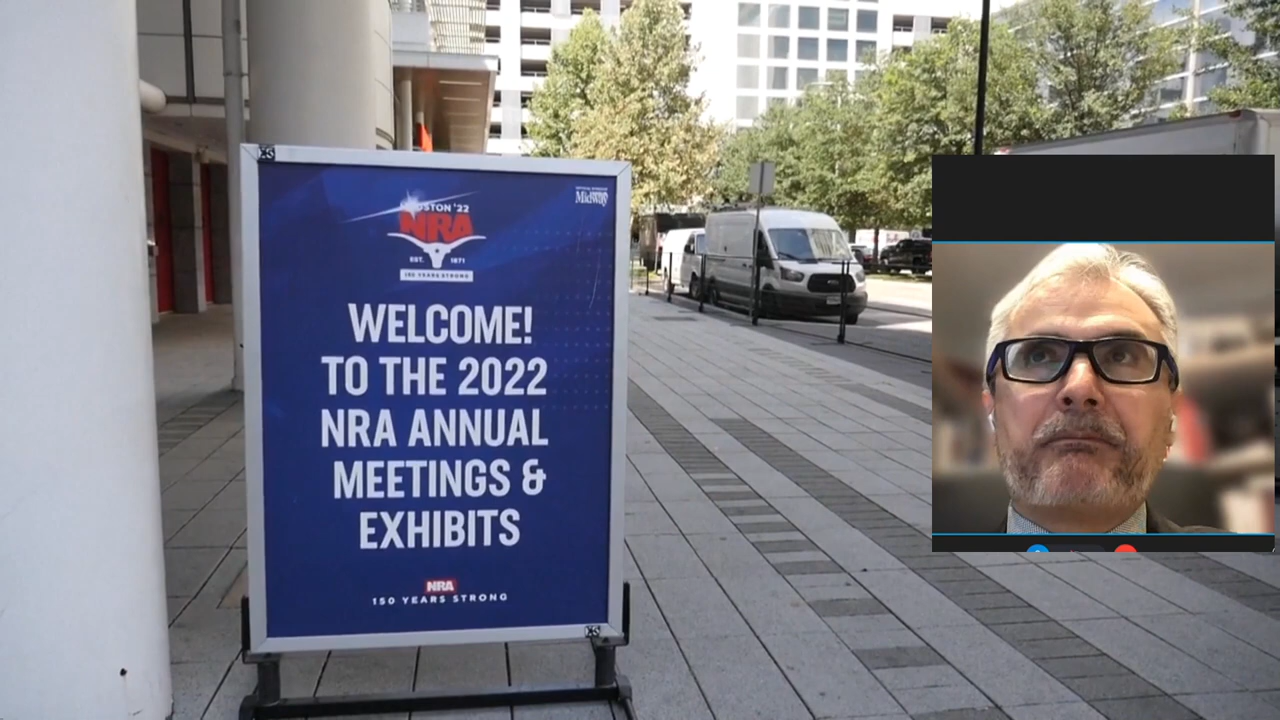 HOUSTON '22
NRA
EST. 1871
150 YEARS STRONG
Midway
WELCOME!
TO THE 2022
NRA ANNUAL
MEETINGS &
EXHIBITS
NRA
150 YEARS STRONG